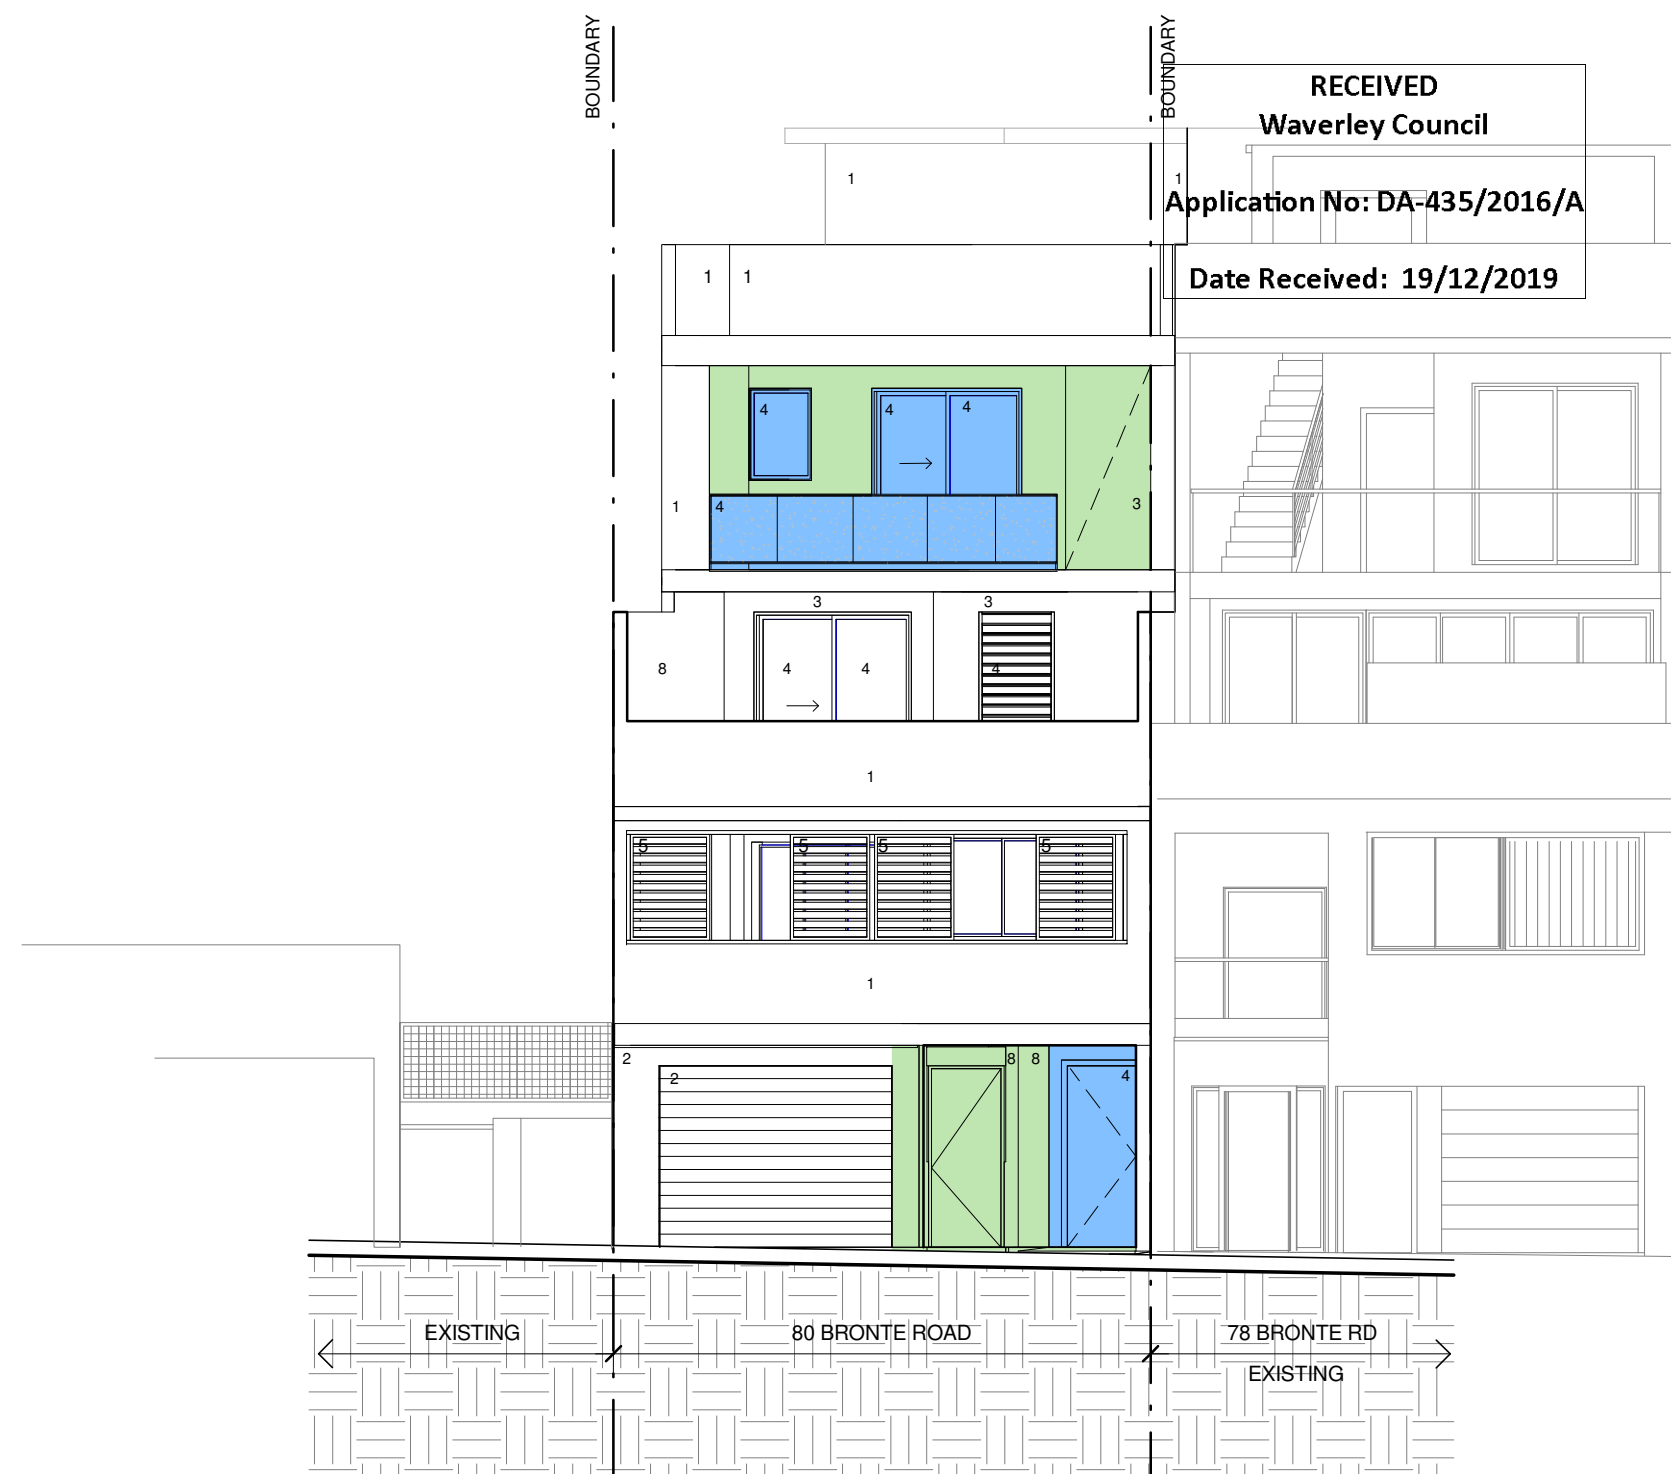 BOUNDARY
BOUNDARY
RECEIVED
Waverley Council
Application No: DA-435/2016/A
Date Received: 19/12/2019
1
1
1
1
4
4
4
1
4
3
3
3
8
4
4
4
1
5
5
5
5
1
2
2
8
8
4
EXISTING
80 BRONTE ROAD
78 BRONTE RD
EXISTING